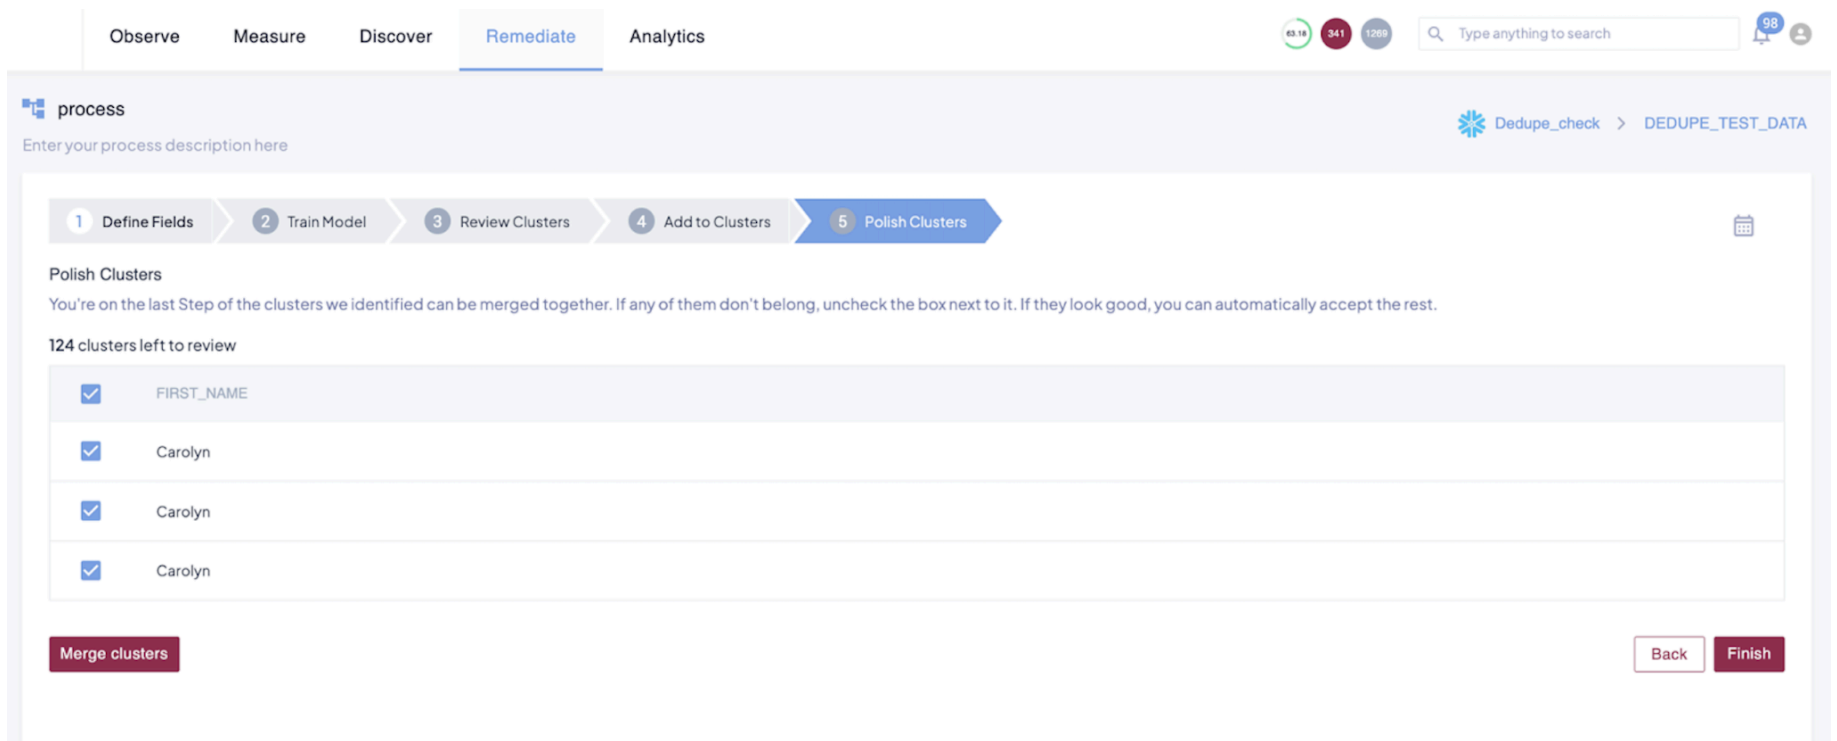 Observe Measure Discover Remediate Analytics 63.18 341 1269 Type anything to search 98
process
Dedupe_check > DEDUPE_TEST_DATA
Enter your process description here
1 Define Fields 2 Train Model 3 Review Clusters 4 Add to Clusters 5 Polish Clusters
Polish Clusters
You're on the last Step of the clusters we identified can be merged together. If any of them don't belong, uncheck the box next to it. If they look good, you can automatically accept the rest.
124 clusters left to review
FIRST_NAME
Carolyn
Carolyn
Carolyn
Merge clusters Back Finish